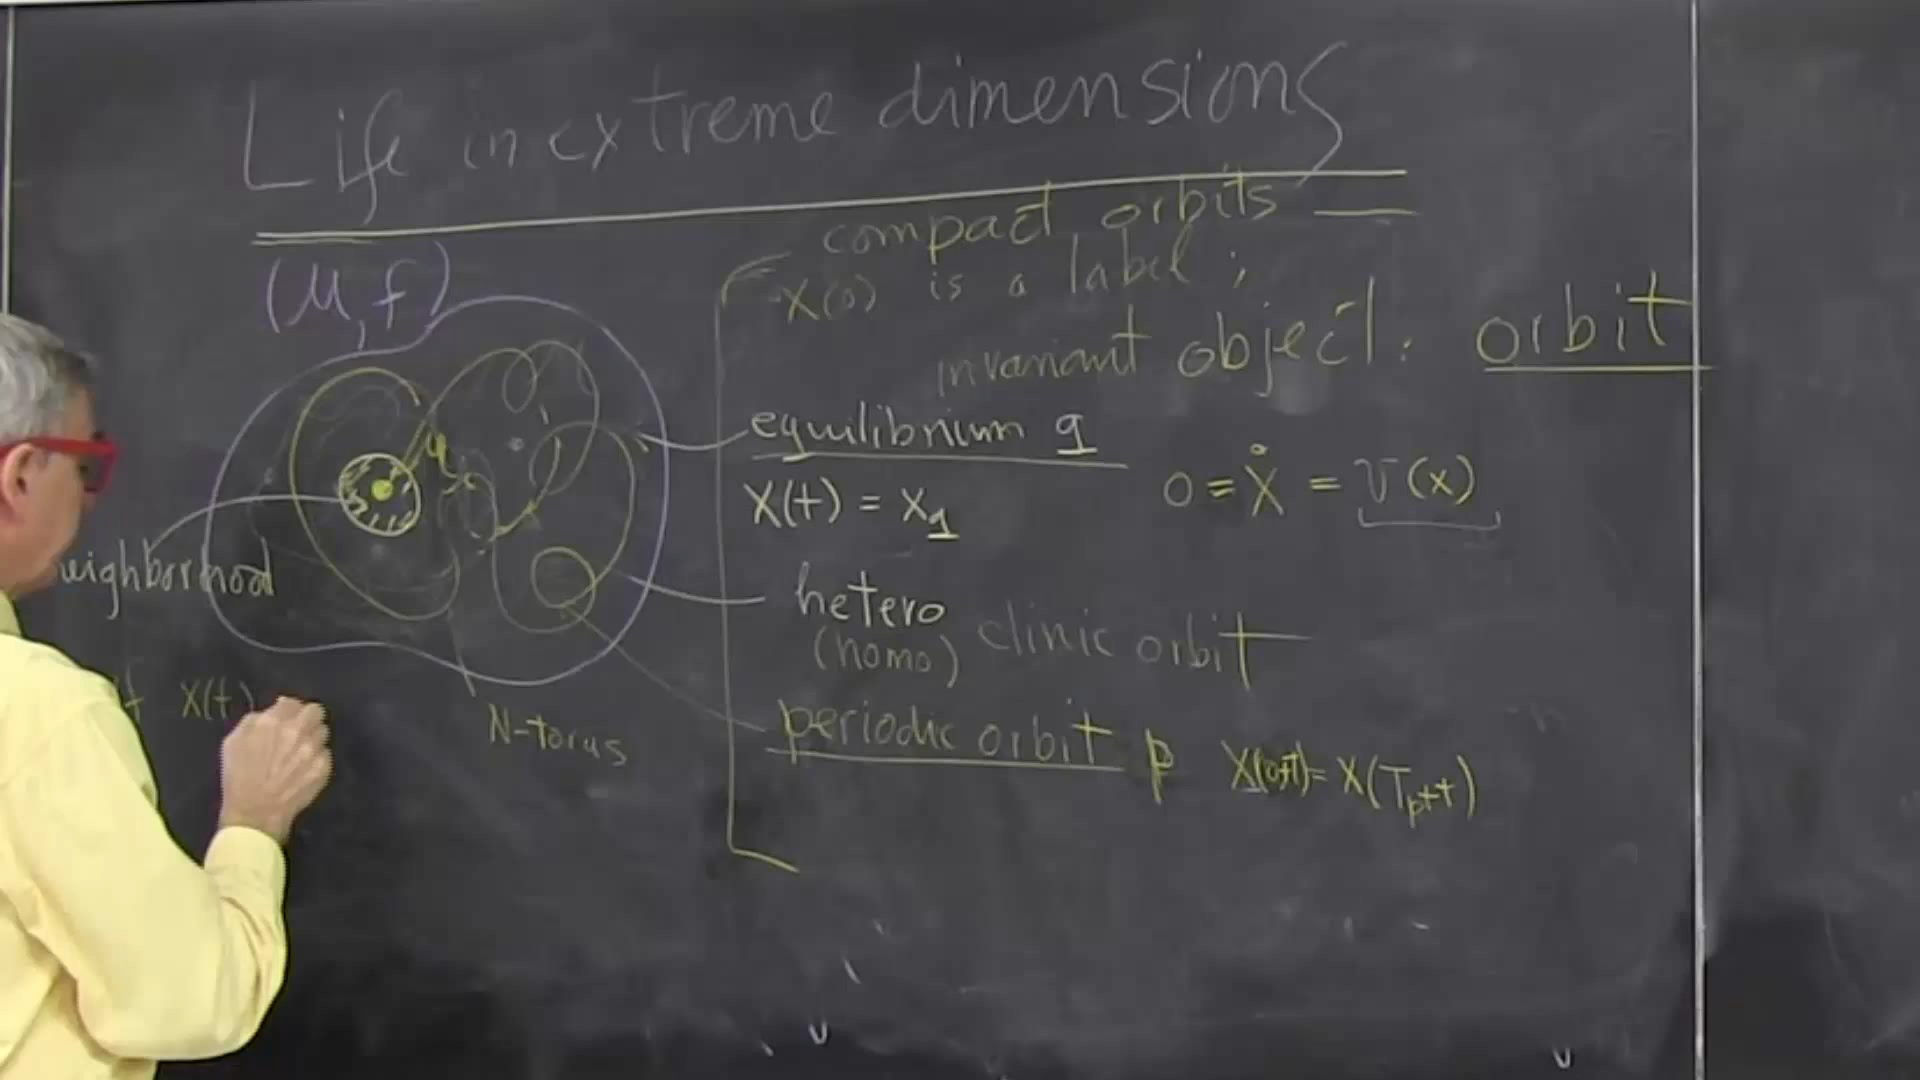 Life in extreme dimensions
compact orbits
(M, f)
x(0) is a label ;
invariant object : orbit
q
equilibrium q
x(t) = x_q
0 = ẋ = v(x)
neighborhood
hetero
(homo) clinic orbit
if x(t)
N-torus
periodic orbit p
x(0+t) = x(T_p+t)